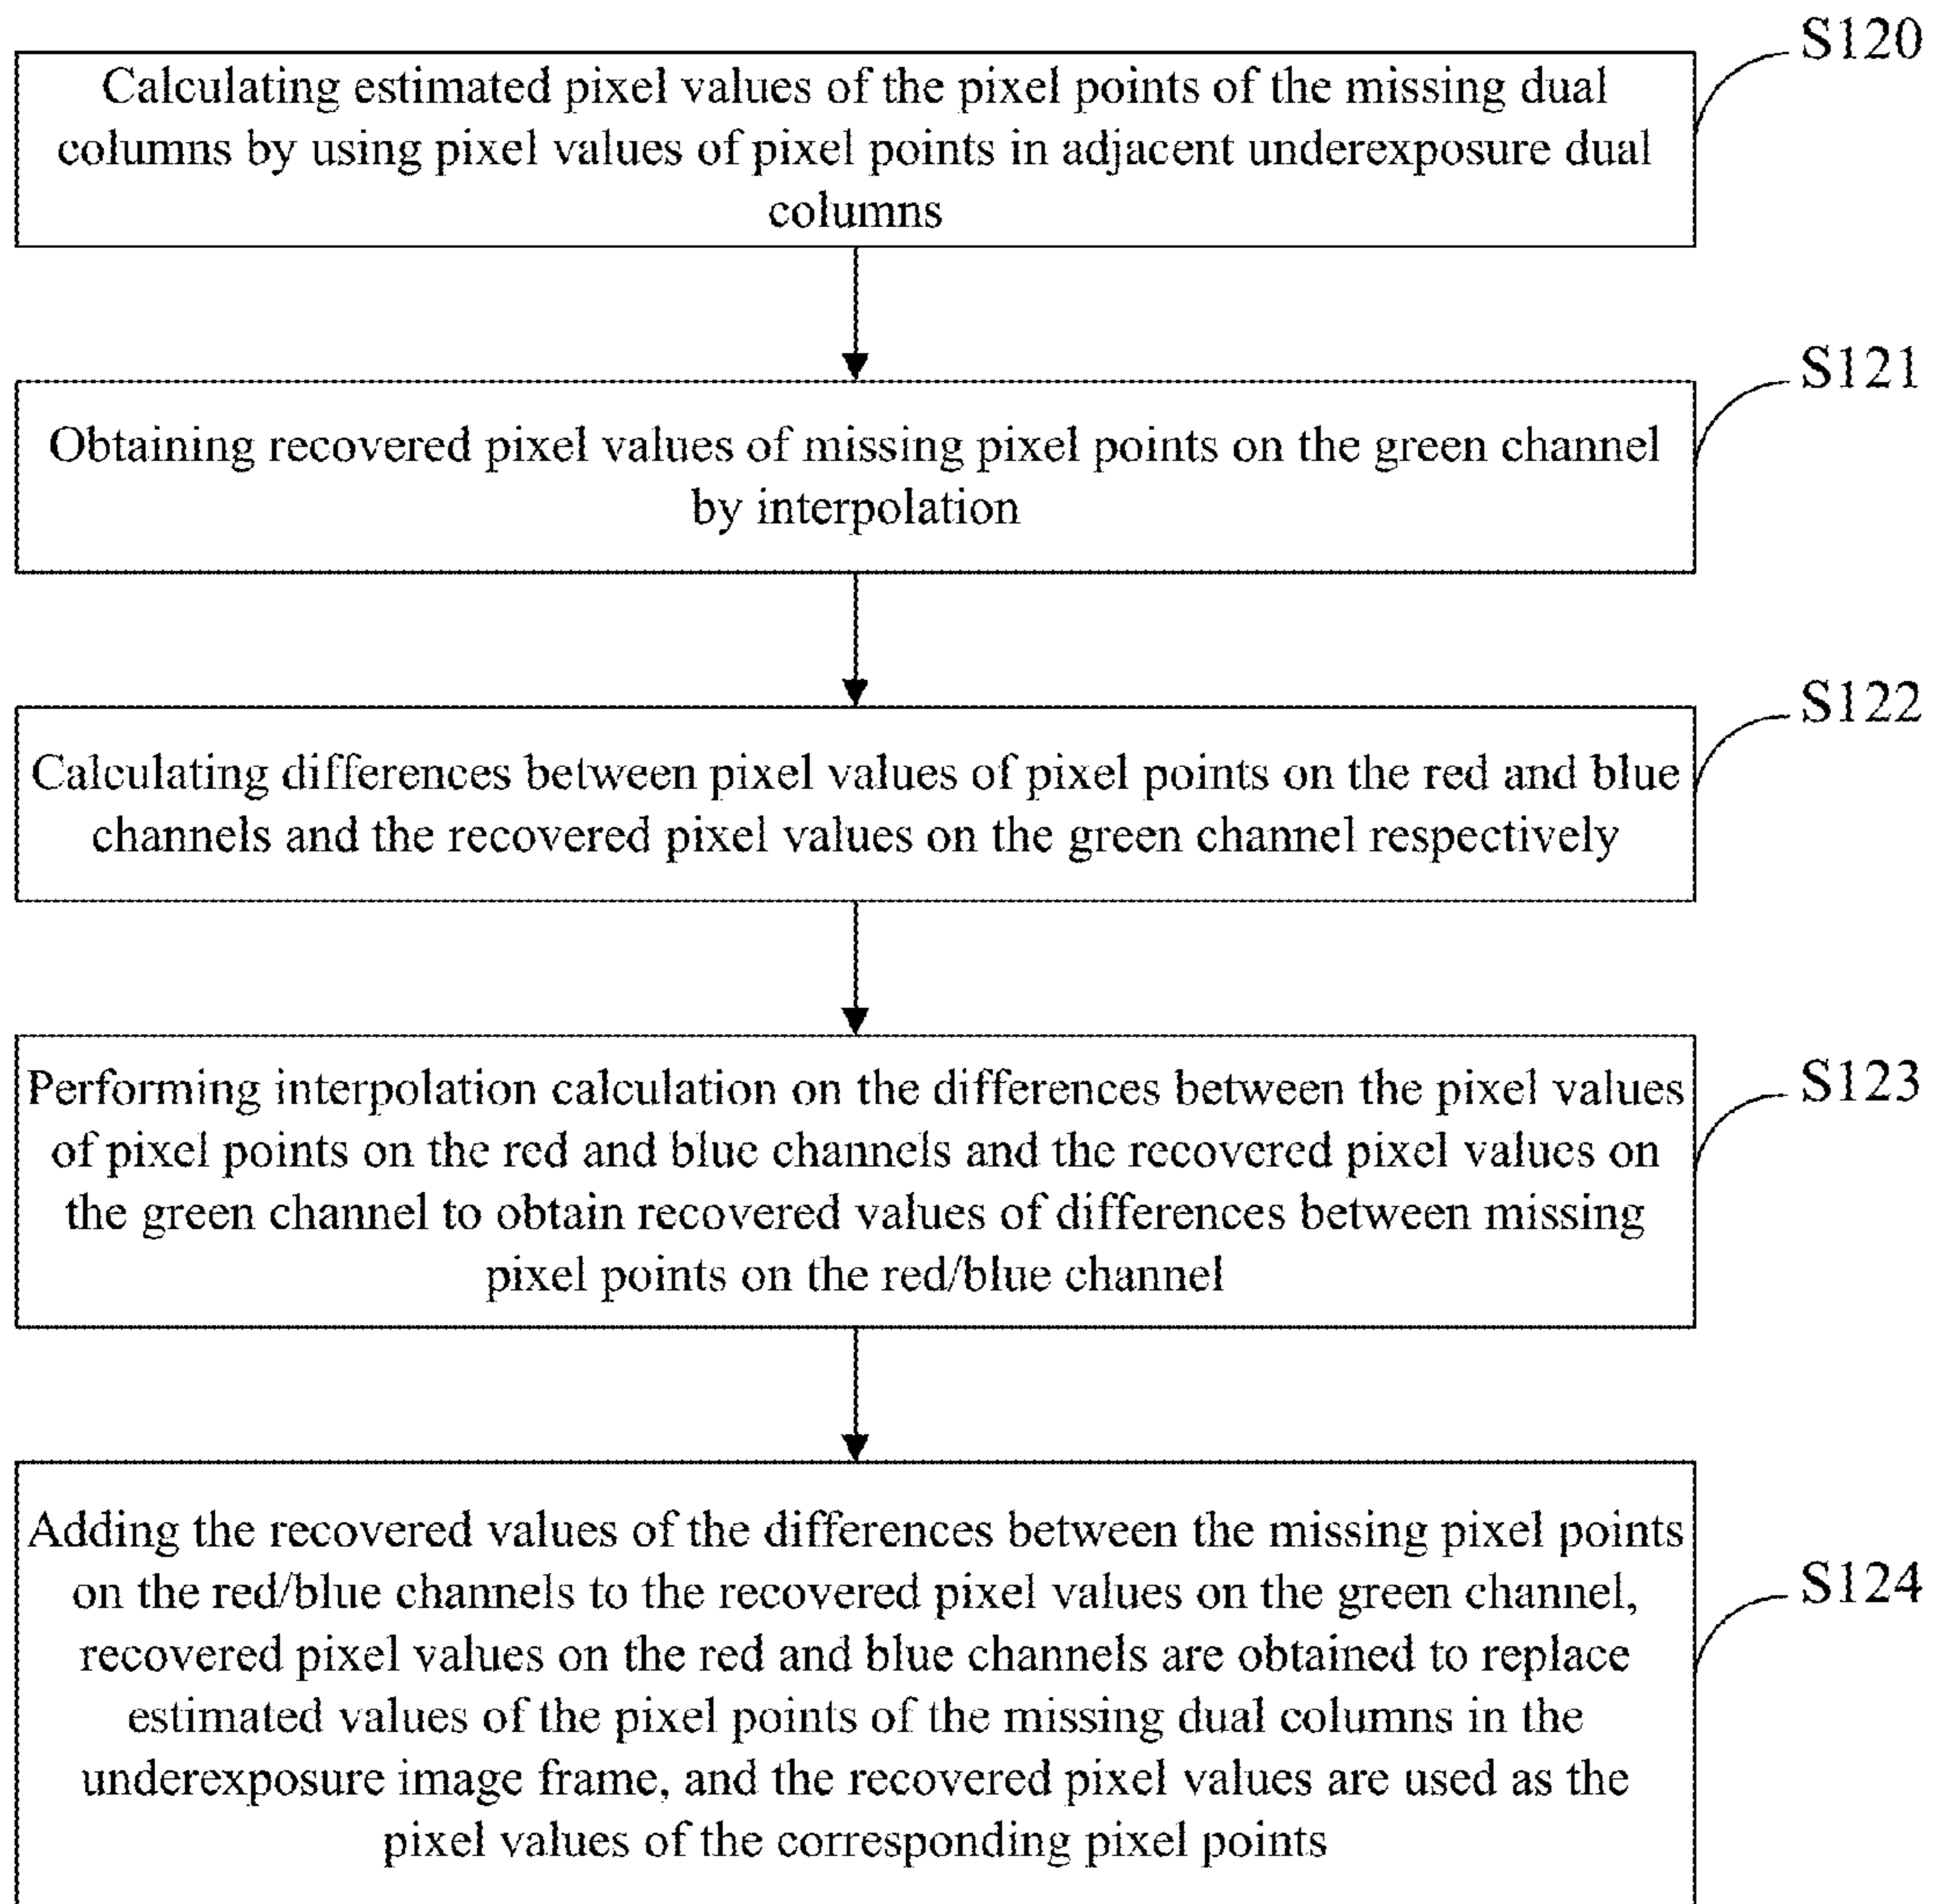 S120
Calculating estimated pixel values of the pixel points of the missing dual
columns by using pixel values of pixel points in adjacent underexposure dual
columns
S121
Obtaining recovered pixel values of missing pixel points on the green channel
by interpolation
S122
Calculating differences between pixel values of pixel points on the red and blue
channels and the recovered pixel values on the green channel respectively
S123
Performing interpolation calculation on the differences between the pixel values
of pixel points on the red and blue channels and the recovered pixel values on
the green channel to obtain recovered values of differences between missing
pixel points on the red/blue channel
S124
Adding the recovered values of the differences between the missing pixel points
on the red/blue channels to the recovered pixel values on the green channel,
recovered pixel values on the red and blue channels are obtained to replace
estimated values of the pixel points of the missing dual columns in the
underexposure image frame, and the recovered pixel values are used as the
pixel values of the corresponding pixel points